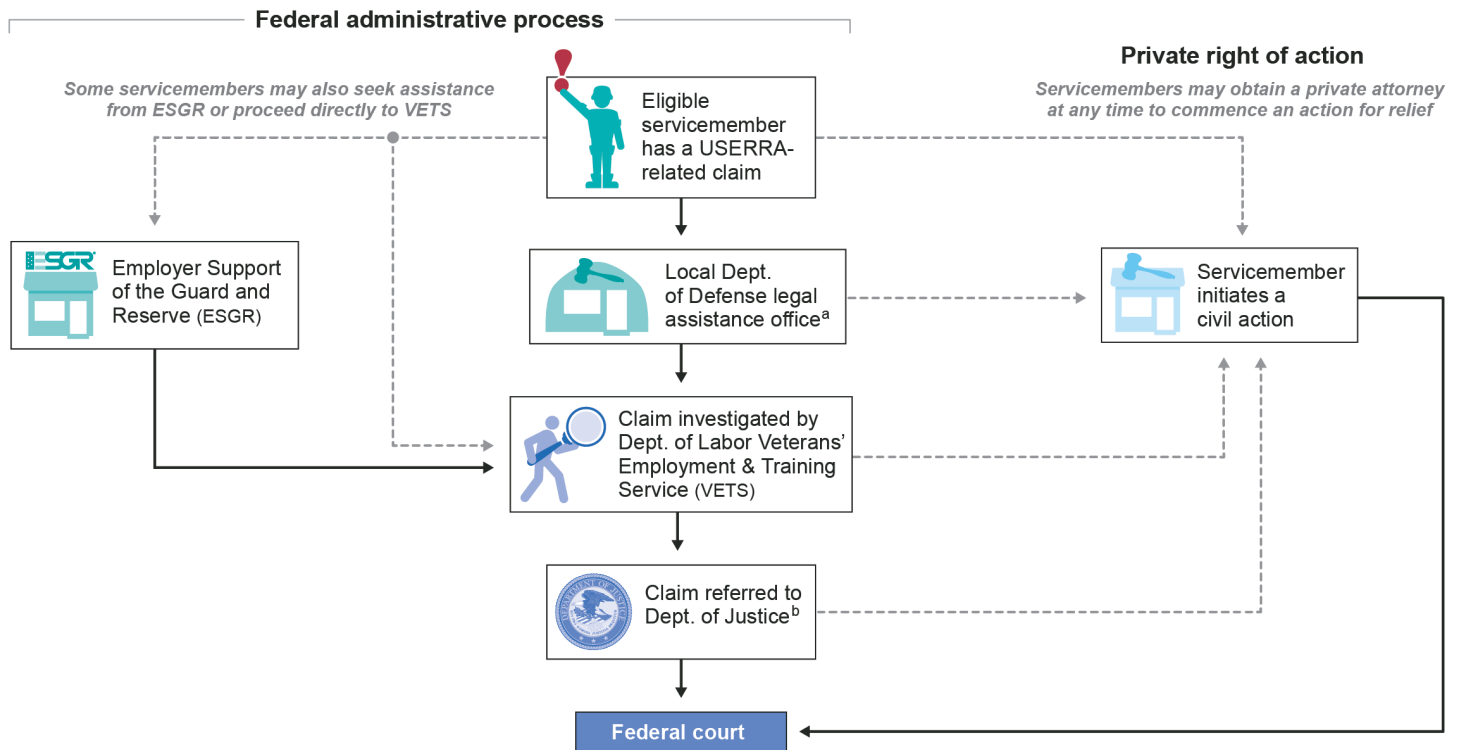 Federal administrative process
Private right of action
Some servicemembers may also seek assistance
from ESGR or proceed directly to VETS
Servicemembers may obtain a private attorney
at any time to commence an action for relief
Eligible
servicemember
has a USERRA-
related claim
ESGR
Employer Support
of the Guard and
Reserve (ESGR)
Local Dept.
of Defense legal
assistance officeᵃ
Servicemember
initiates a
civil action
Claim investigated by
Dept. of Labor Veterans’
Employment & Training
Service (VETS)
DEPARTMENT OF JUSTICE
Claim referred to
Dept. of Justiceᵇ
Federal court